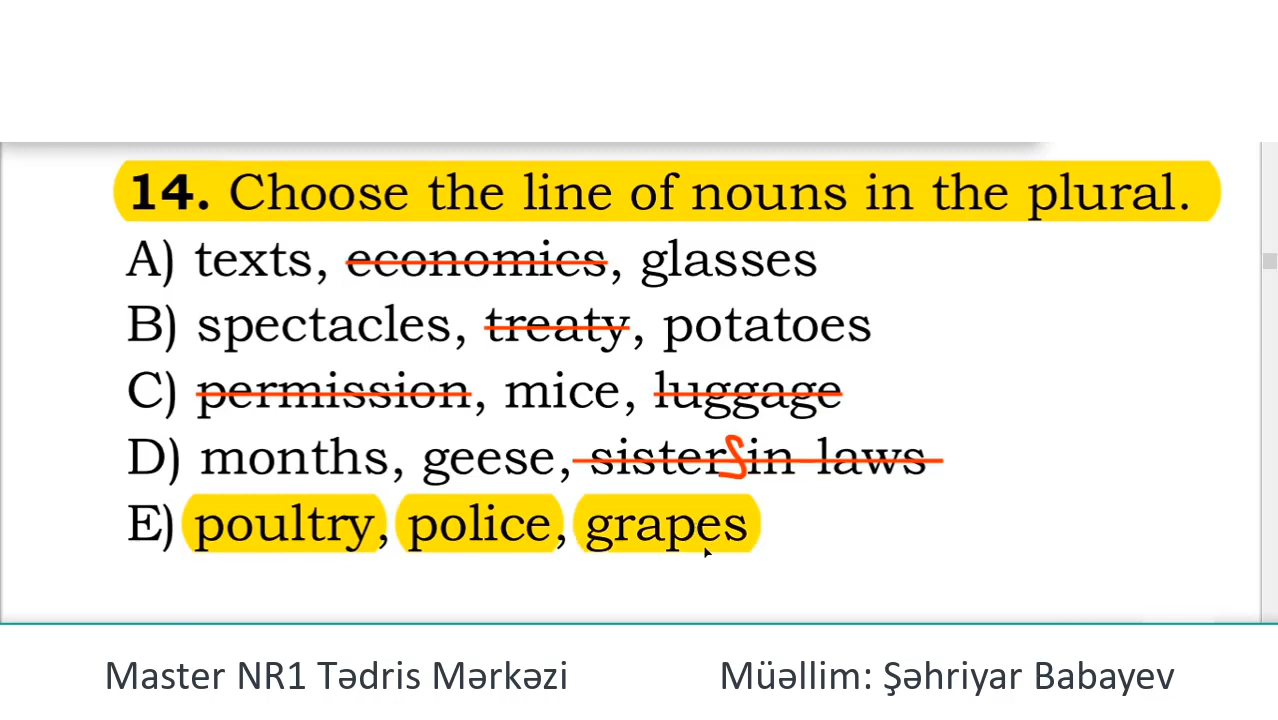 14. Choose the line of nouns in the plural.
A) texts, economics, glasses
B) spectacles, treaty, potatoes
C) permission, mice, luggage
D) months, geese, sister s in laws
E) poultry, police, grapes
Master NR1 Tədris Mərkəzi Müəllim: Şəhriyar Babayev